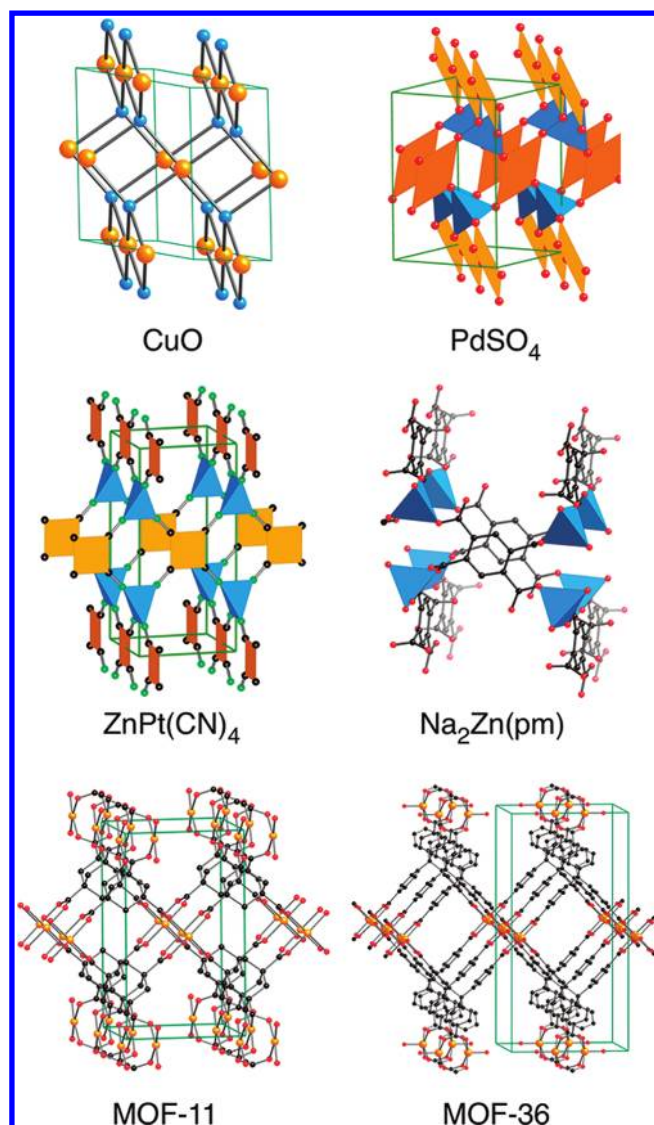 CuO
PdSO₄
ZnPt(CN)₄
Na₂Zn(pm)
MOF-11
MOF-36